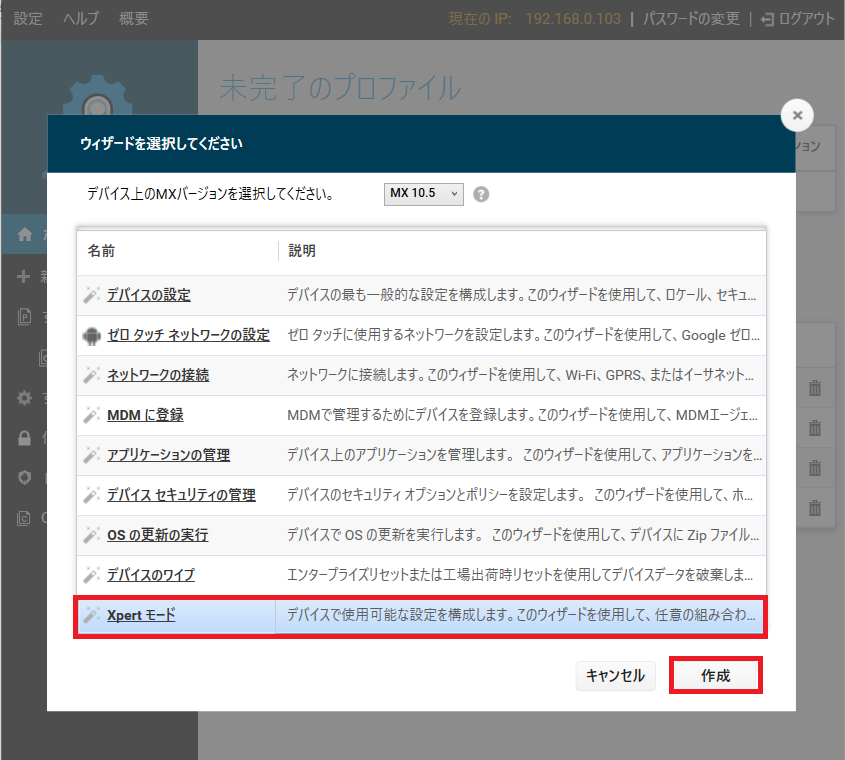 設定 ヘルプ 概要 現在の IP: 192.168.0.103 | パスワードの変更 | ログアウト
未完了のプロファイル
ウィザードを選択してください
デバイス上のMXバージョンを選択してください。 MX 10.5 ?
名前 説明
デバイスの設定 デバイスの最も一般的な設定を構成します。このウィザードを使用して、ロケール、セキュ...
ゼロ タッチ ネットワークの設定 ゼロ タッチに使用するネットワークを設定します。このウィザードを使用して、Google ゼロ...
ネットワークの接続 ネットワークに接続します。このウィザードを使用して、Wi-Fi、GPRS、またはイーサネット...
MDM に登録 MDMで管理するためにデバイスを登録します。このウィザードを使用して、MDMエージェ...
アプリケーションの管理 デバイス上のアプリケーションを管理します。 このウィザードを使用して、アプリケーションを...
デバイス セキュリティの管理 デバイスのセキュリティ オプションとポリシーを設定します。 このウィザードを使用して、ホ...
OS の更新の実行 デバイスで OS の更新を実行します。 このウィザードを使用して、デバイスに Zip ファイル...
デバイスのワイプ エンタープライズリセットまたは工場出荷時リセットを使用してデバイスデータを破棄しま...
Xpert モード デバイスで使用可能な設定を構成します。このウィザードを使用して、任意の組み合わ...
キャンセル 作成